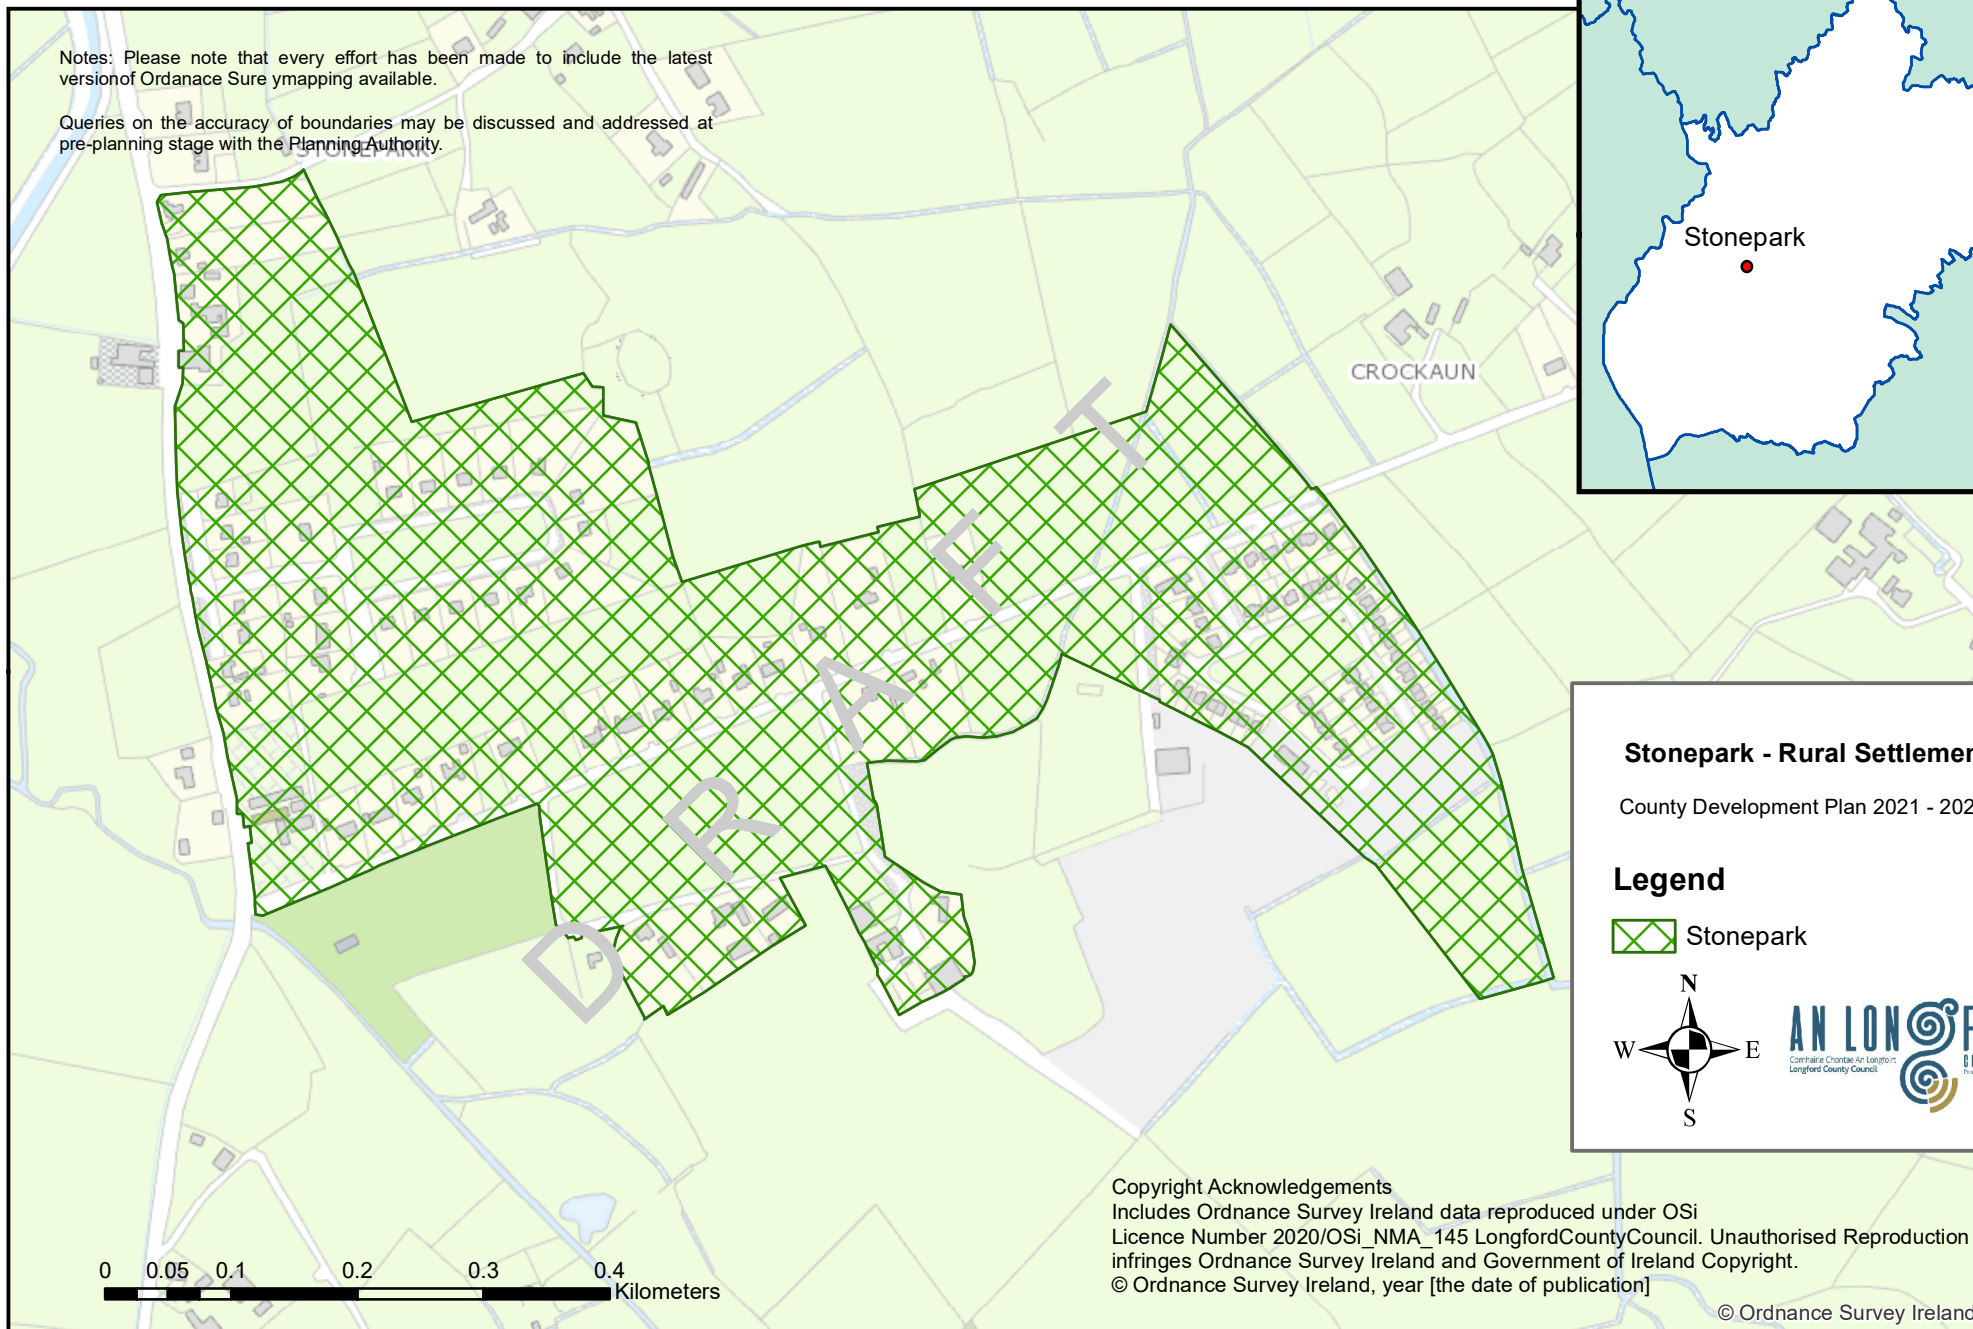 Notes: Please note that every effort has been made to include the latest
versionof Ordanace Sure ymapping available.
Queries on the accuracy of boundaries may be discussed and addressed at
pre-planning stage with the Planning Authority.
STONEPARK
Stonepark
CROCKAUN
DRAFT
Stonepark - Rural Settlemen
County Development Plan 2021 - 202
Legend
Stonepark
N
W E
S
AN LONGF
Comhairle Chontae An Longfoirt
Longford County Council
Copyright Acknowledgements
Includes Ordnance Survey Ireland data reproduced under OSi
Licence Number 2020/OSi_NMA_145 LongfordCountyCouncil. Unauthorised Reproduction
infringes Ordnance Survey Ireland and Government of Ireland Copyright.
© Ordnance Survey Ireland, year [the date of publication]
0 0.05 0.1 0.2 0.3 0.4
Kilometers
© Ordnance Survey Ireland